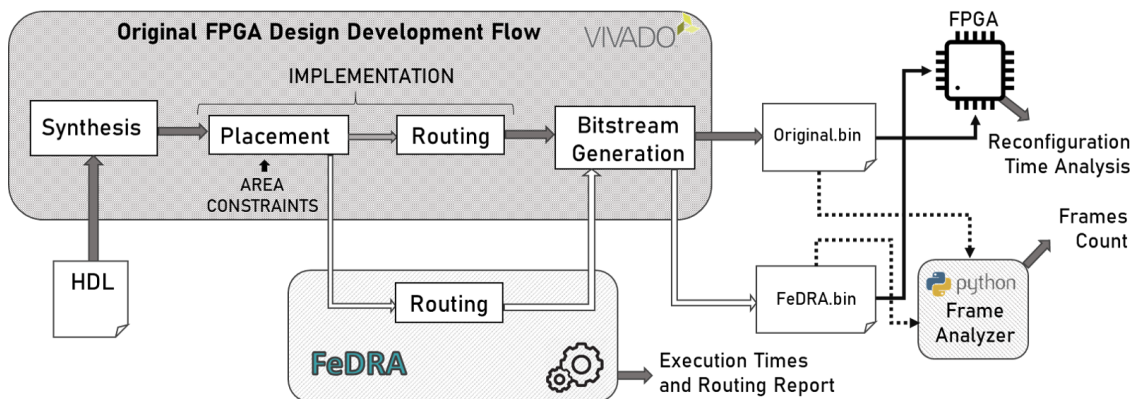 Original FPGA Design Development Flow
VIVADO
FPGA
IMPLEMENTATION
Synthesis
Placement
Routing
Bitstream
Generation
Original.bin
Reconfiguration
Time Analysis
AREA
CONSTRAINTS
Frames
Count
HDL
Routing
FeDRA.bin
python
Frame
Analyzer
FeDRA
Execution Times
and Routing Report